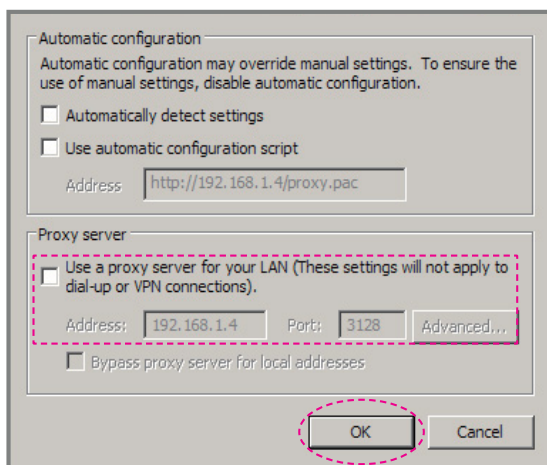 Automatic configuration
Automatic configuration may override manual settings.  To ensure the
use of manual settings, disable automatic configuration.
Automatically detect settings
Use automatic configuration script
Address http://192.168.1.4/proxy.pac
Proxy server
Use a proxy server for your LAN (These settings will not apply to
dial-up or VPN connections).
Address: 192.168.1.4 Port: 3128 Advanced...
Bypass proxy server for local addresses
OK Cancel